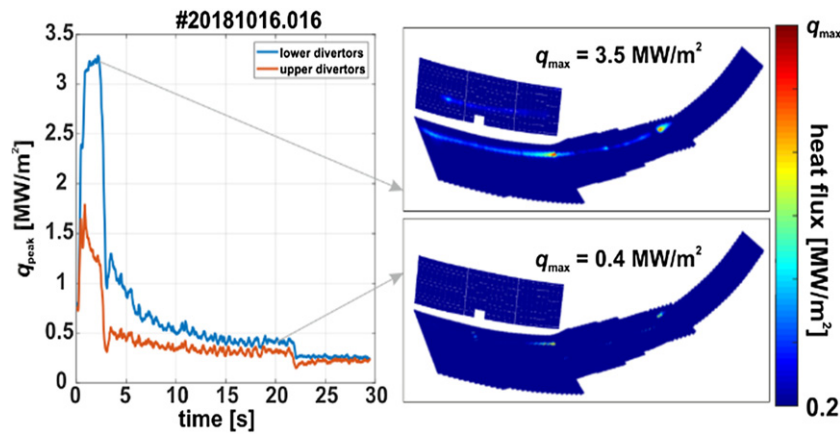 #20181016.016
q_peak [MW/m²]
3.5
3
2.5
2
1.5
1
0.5
0
lower divertors
upper divertors
0 5 10 15 20 25 30
time [s]
q_max = 3.5 MW/m²
q_max = 0.4 MW/m²
q_max
heat flux [MW/m²]
0.2